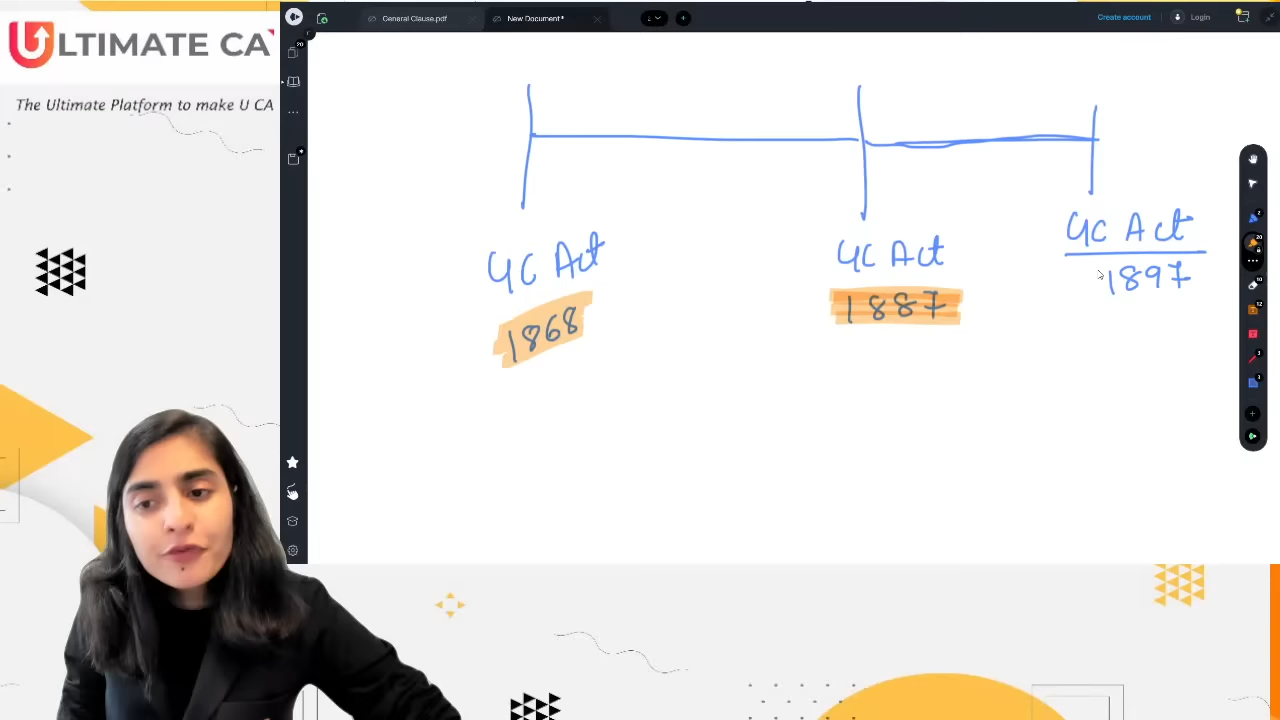 ULTIMATE CA
The Ultimate Platform to make U CA
General Clause.pdf
New Document*
Create account
Login
GC Act
1868
GC Act
1887
GC Act
1897